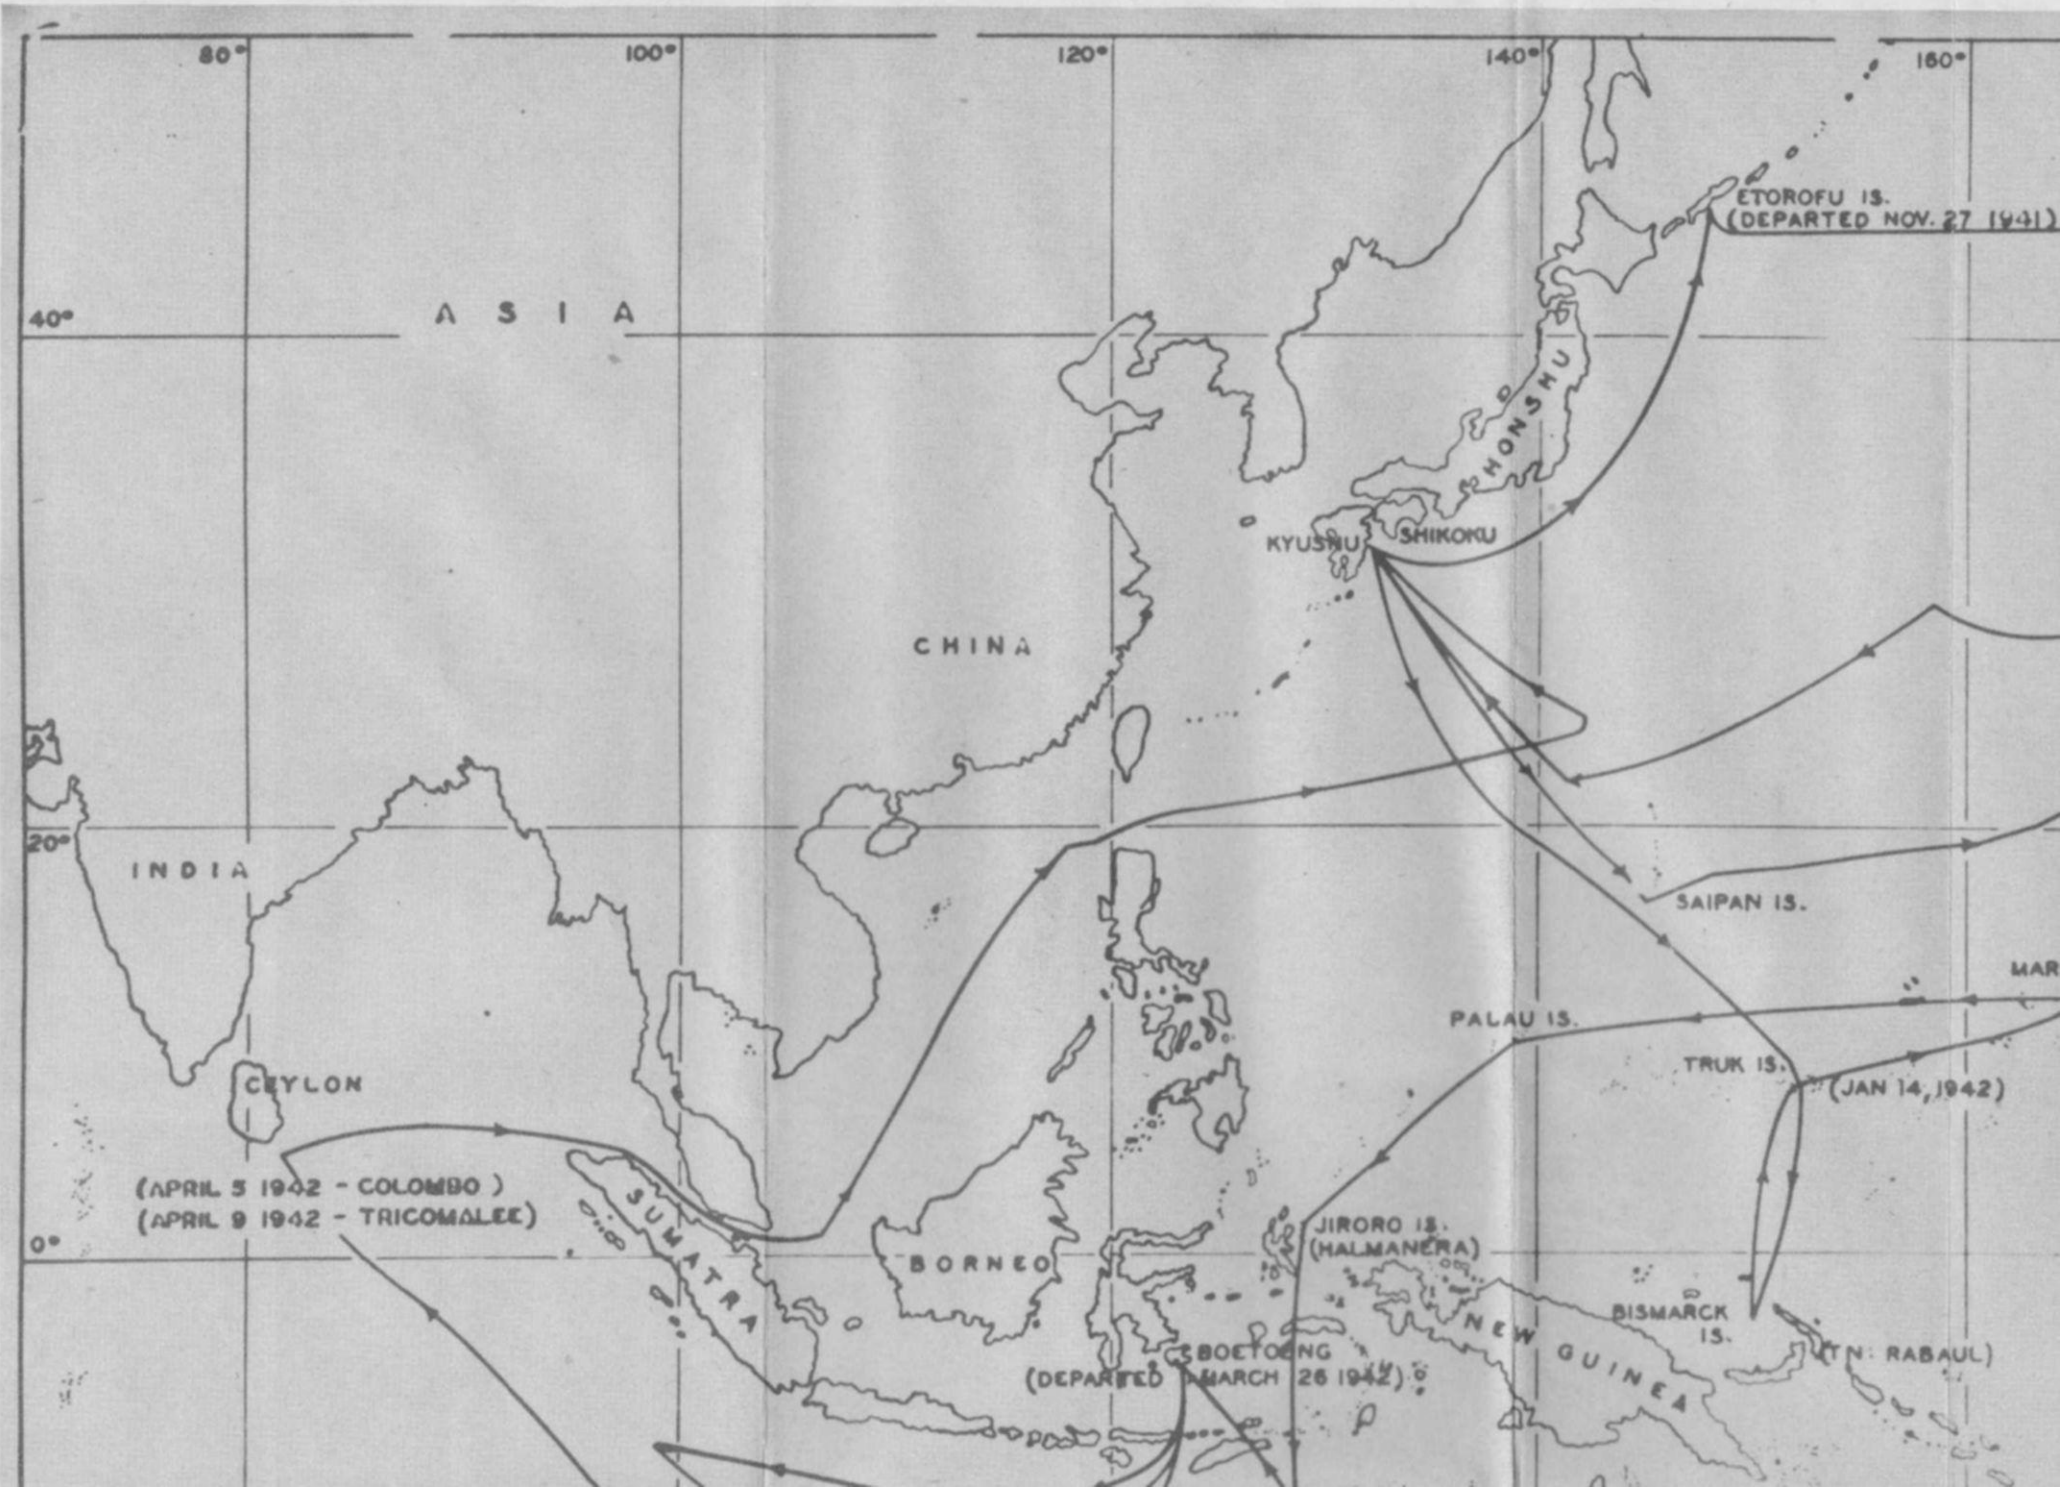 80°
100°
120°
140°
160°
ETOROFU IS.
(DEPARTED NOV. 27 1941)
ASIA
40°
HONSHU
KYUSHU
SHIKOKU
CHINA
20°
INDIA
SAIPAN IS.
MAR
PALAU IS.
TRUK IS.
(JAN 14, 1942)
CEYLON
(APRIL 5 1942 - COLOMBO)
(APRIL 9 1942 - TRICOMALEE)
SUMATRA
0°
BORNEO
JIRORO IS.
(HALMANERA)
NEW GUINEA
BISMARCK
IS.
(TN. RABAUL)
BOETOENG
(DEPARTED MARCH 26 1942)